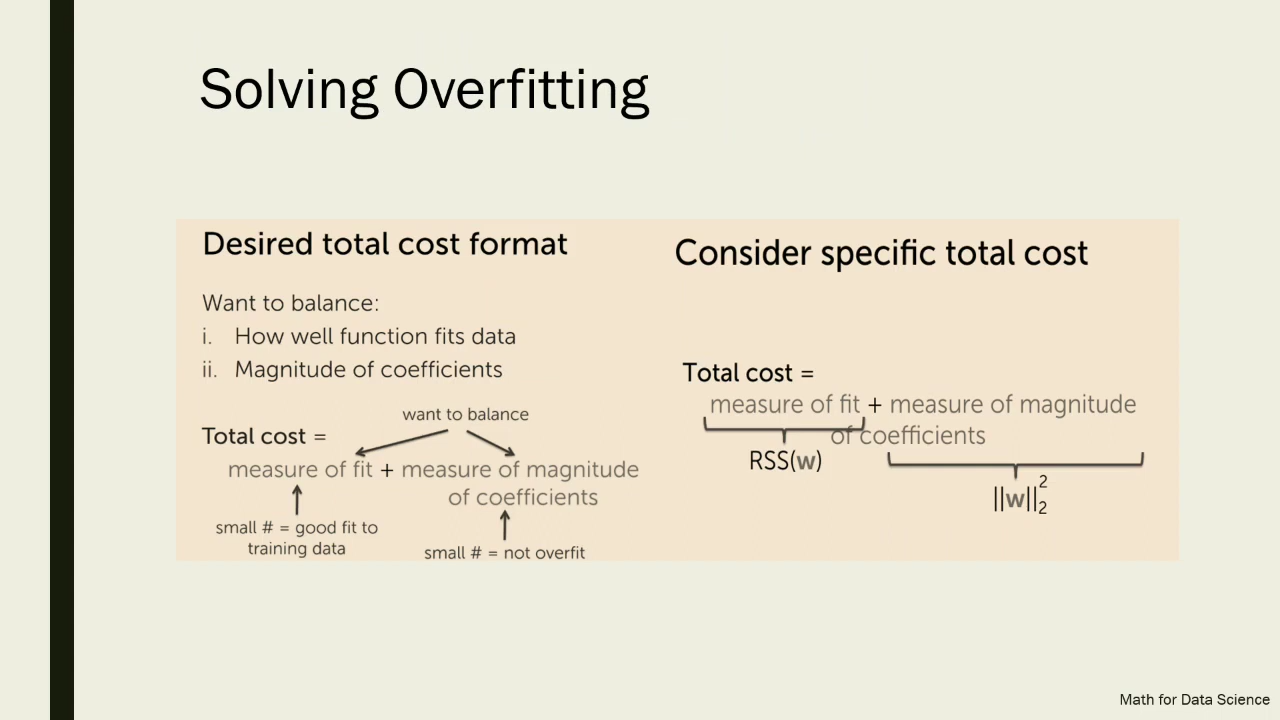 Solving Overfitting
Desired total cost format
Want to balance:
i. How well function fits data
ii. Magnitude of coefficients
want to balance
Total cost =
measure of fit + measure of magnitude
of coefficients
small # = good fit to
training data
small # = not overfit
Consider specific total cost
Total cost =
measure of fit + measure of magnitude
of coefficients
RSS(w)
||w||₂²
Math for Data Science